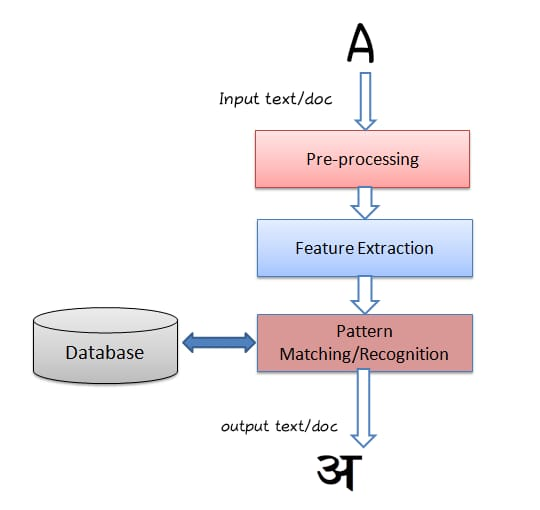 A
Input text/doc
Pre-processing
Feature Extraction
Pattern
Matching/Recognition
Database
output text/doc
अ